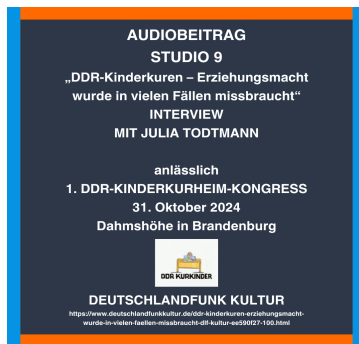 AUDIOBEITRAG
STUDIO 9
„DDR-Kinderkuren – Erziehungsmacht
wurde in vielen Fällen missbraucht“
INTERVIEW
MIT JULIA TODTMANN
anlässlich
1. DDR-KINDERKURHEIM-KONGRESS
31. Oktober 2024
Dahmshöhe in Brandenburg
DDR KURKINDER
DEUTSCHLANDFUNK KULTUR
https://www.deutschlandfunkkultur.de/ddr-kinderkuren-erziehungsmacht-
wurde-in-vielen-faellen-missbraucht-dlf-kultur-ee590f27-100.html